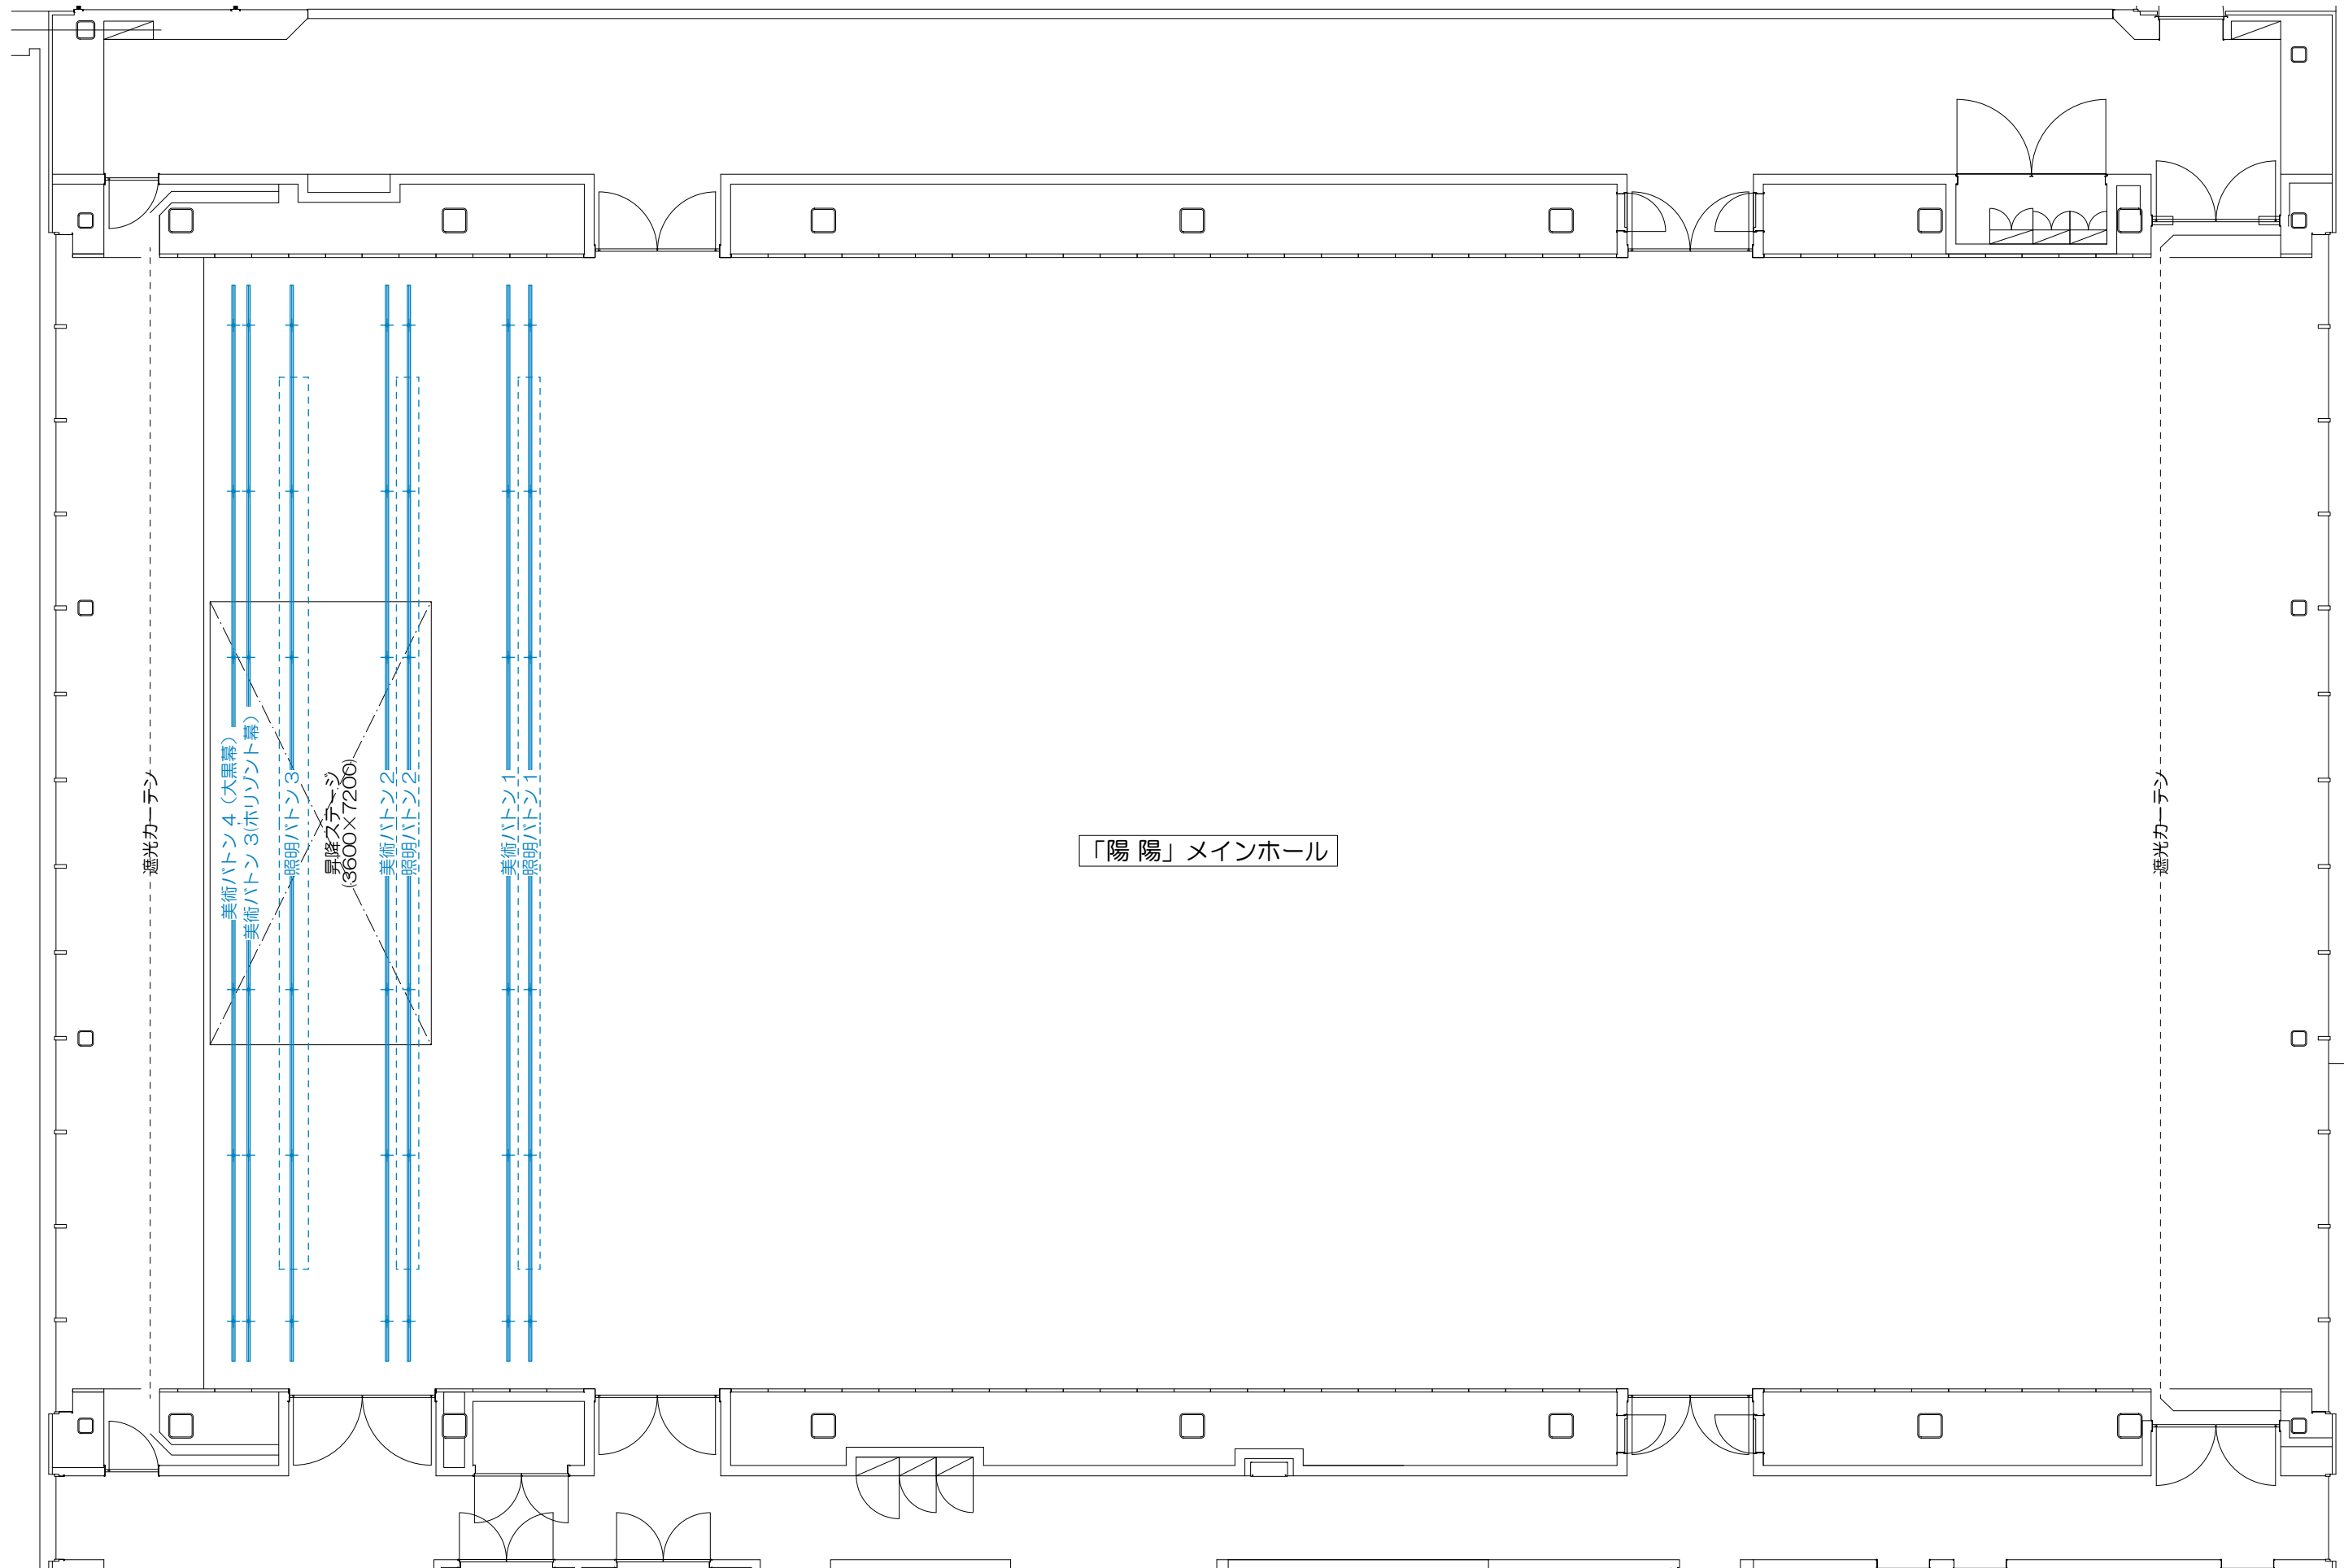 遮光カーテン
美術バトン４（大黒幕）
美術バトン３(ホリゾント幕)
照明バトン３
昇降ステージ
(3600×7200)
美術バトン２
照明バトン２
美術バトン１
照明バトン１
「陽 陽」メインホール
遮光カーテン